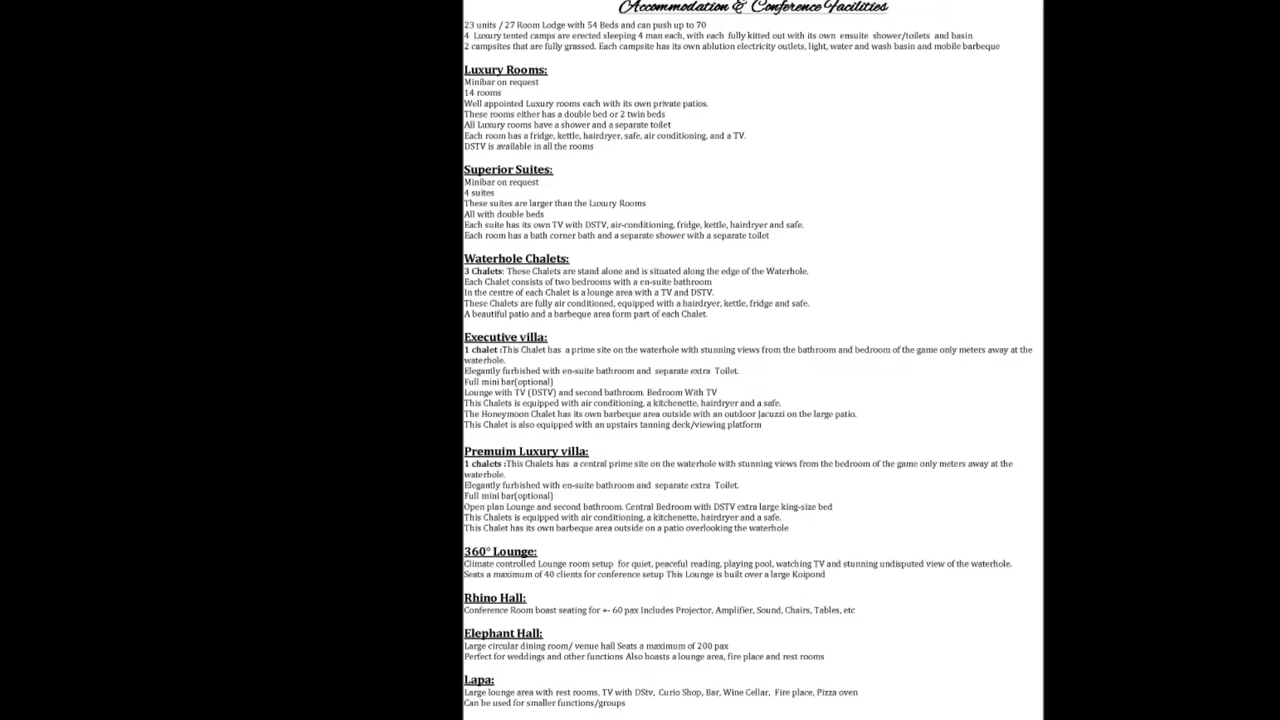 Accommodation & Conference Facilities
23 units / 27 Room Lodge with 54 Beds and can push up to 70
4 Luxury tented camps are erected sleeping 4 man each, with each fully kitted out with its own ensuite shower/toilets and basin
2 campsites that are fully grassed. Each campsite has its own ablution electricity outlets, light, water and wash basin and mobile barbeque
Luxury Rooms:
Minibar on request
14 rooms
Well appointed Luxury rooms each with its own private patios.
These rooms either has a double bed or 2 twin beds
All Luxury rooms have a shower and a separate toilet
Each room has a fridge, kettle, hairdryer, safe, air conditioning, and a TV.
DSTV is available in all the rooms
Superior Suites:
Minibar on request
4 suites
These suites are larger than the Luxury Rooms
All with double beds
Each suite has its own TV with DSTV, air-conditioning, fridge, kettle, hairdryer and safe.
Each room has a bath corner bath and a separate shower with a separate toilet
Waterhole Chalets:
3 Chalets: These Chalets are stand alone and is situated along the edge of the Waterhole.
Each Chalet consists of two bedrooms with a en-suite bathroom
In the centre of each Chalet is a lounge area with a TV and DSTV.
These Chalets are fully air conditioned, equipped with a hairdryer, kettle, fridge and safe.
A beautiful patio and a barbeque area form part of each Chalet.
Executive villa:
1 chalet :This Chalet has a prime site on the waterhole with stunning views from the bathroom and bedroom of the game only meters away at the
waterhole.
Elegantly furbished with en-suite bathroom and separate extra Toilet.
Full mini bar(optional)
Lounge with TV (DSTV) and second bathroom. Bedroom With TV
This Chalets is equipped with air conditioning, a kitchenette, hairdryer and a safe.
The Honeymoon Chalet has its own barbeque area outside with an outdoor Jacuzzi on the large patio.
This Chalet is also equipped with an upstairs tanning deck/viewing platform
Premuim Luxury villa:
1 chalets :This Chalets has a central prime site on the waterhole with stunning views from the bedroom of the game only meters away at the
waterhole.
Elegantly furbished with en-suite bathroom and separate extra Toilet.
Full mini bar(optional)
Open plan Lounge and second bathroom. Central Bedroom with DSTV extra large king-size bed
This Chalets is equipped with air conditioning, a kitchenette, hairdryer and a safe.
This Chalet has its own barbeque area outside on a patio overlooking the waterhole
360° Lounge:
Climate controlled Lounge room setup for quiet, peaceful reading, playing pool, watching TV and stunning undisputed view of the waterhole.
Seats a maximum of 40 clients for conference setup This Lounge is built over a large Koipond
Rhino Hall:
Conference Room boast seating for +- 60 pax Includes Projector, Amplifier, Sound, Chairs, Tables, etc
Elephant Hall:
Large circular dining room/ venue hall Seats a maximum of 200 pax
Perfect for weddings and other functions Also boasts a lounge area, fire place and rest rooms
Lapa:
Large lounge area with rest rooms, TV with DStv, Curio Shop, Bar, Wine Cellar, Fire place, Pizza oven
Can be used for smaller functions/groups